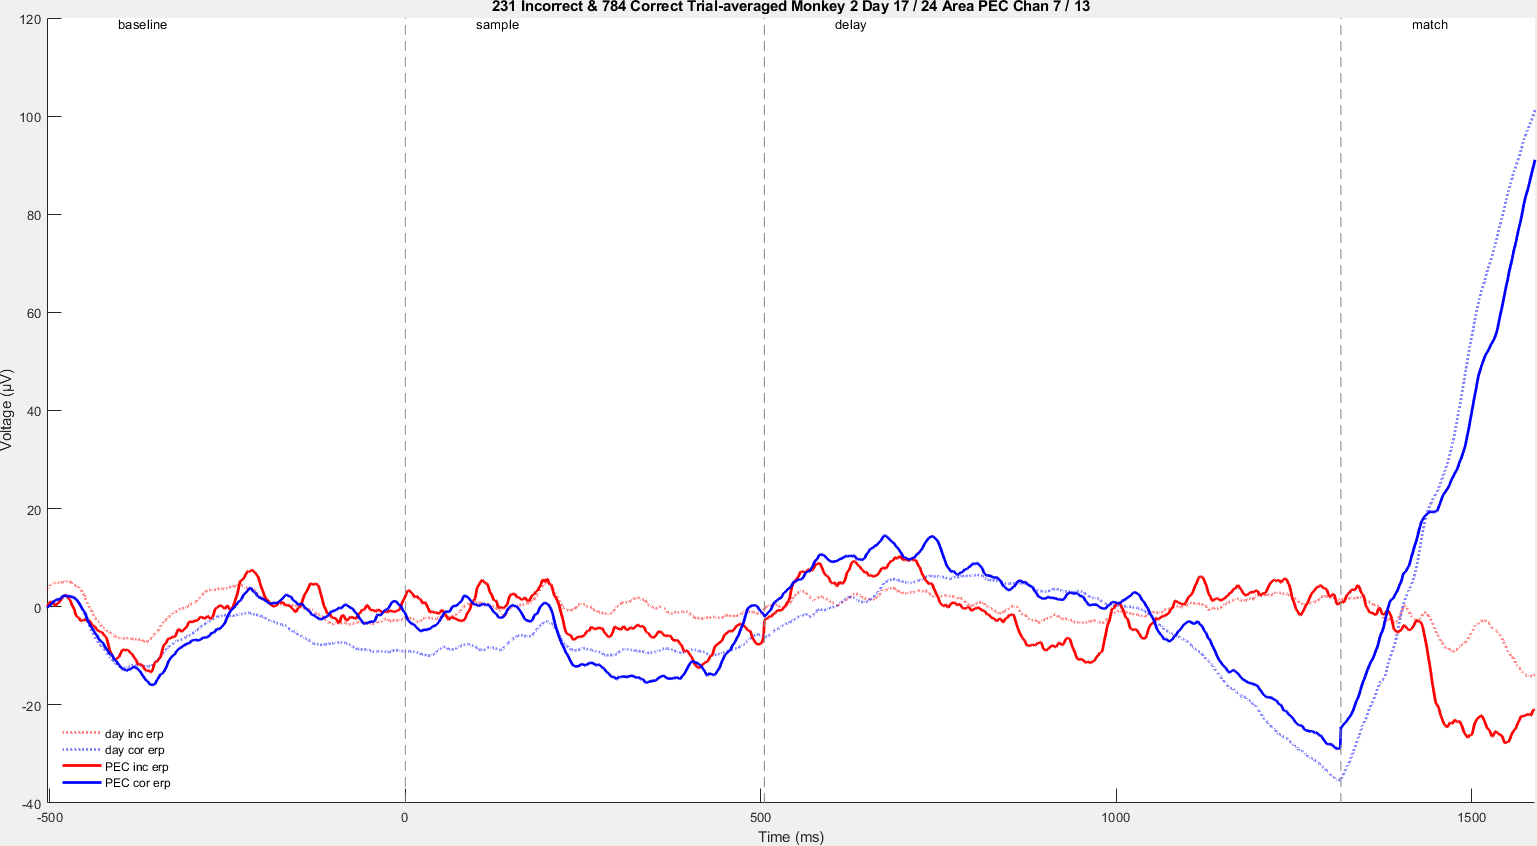 231 Incorrect & 784 Correct Trial-averaged Monkey 2 Day 17 / 24 Area PEC Chan 7 / 13
baseline sample delay match
120
100
80
60
40
20
0
-20
-40
Voltage (µV)
day inc erp
day cor erp
PEC inc erp
PEC cor erp
-500 0 500 1000 1500
Time (ms)